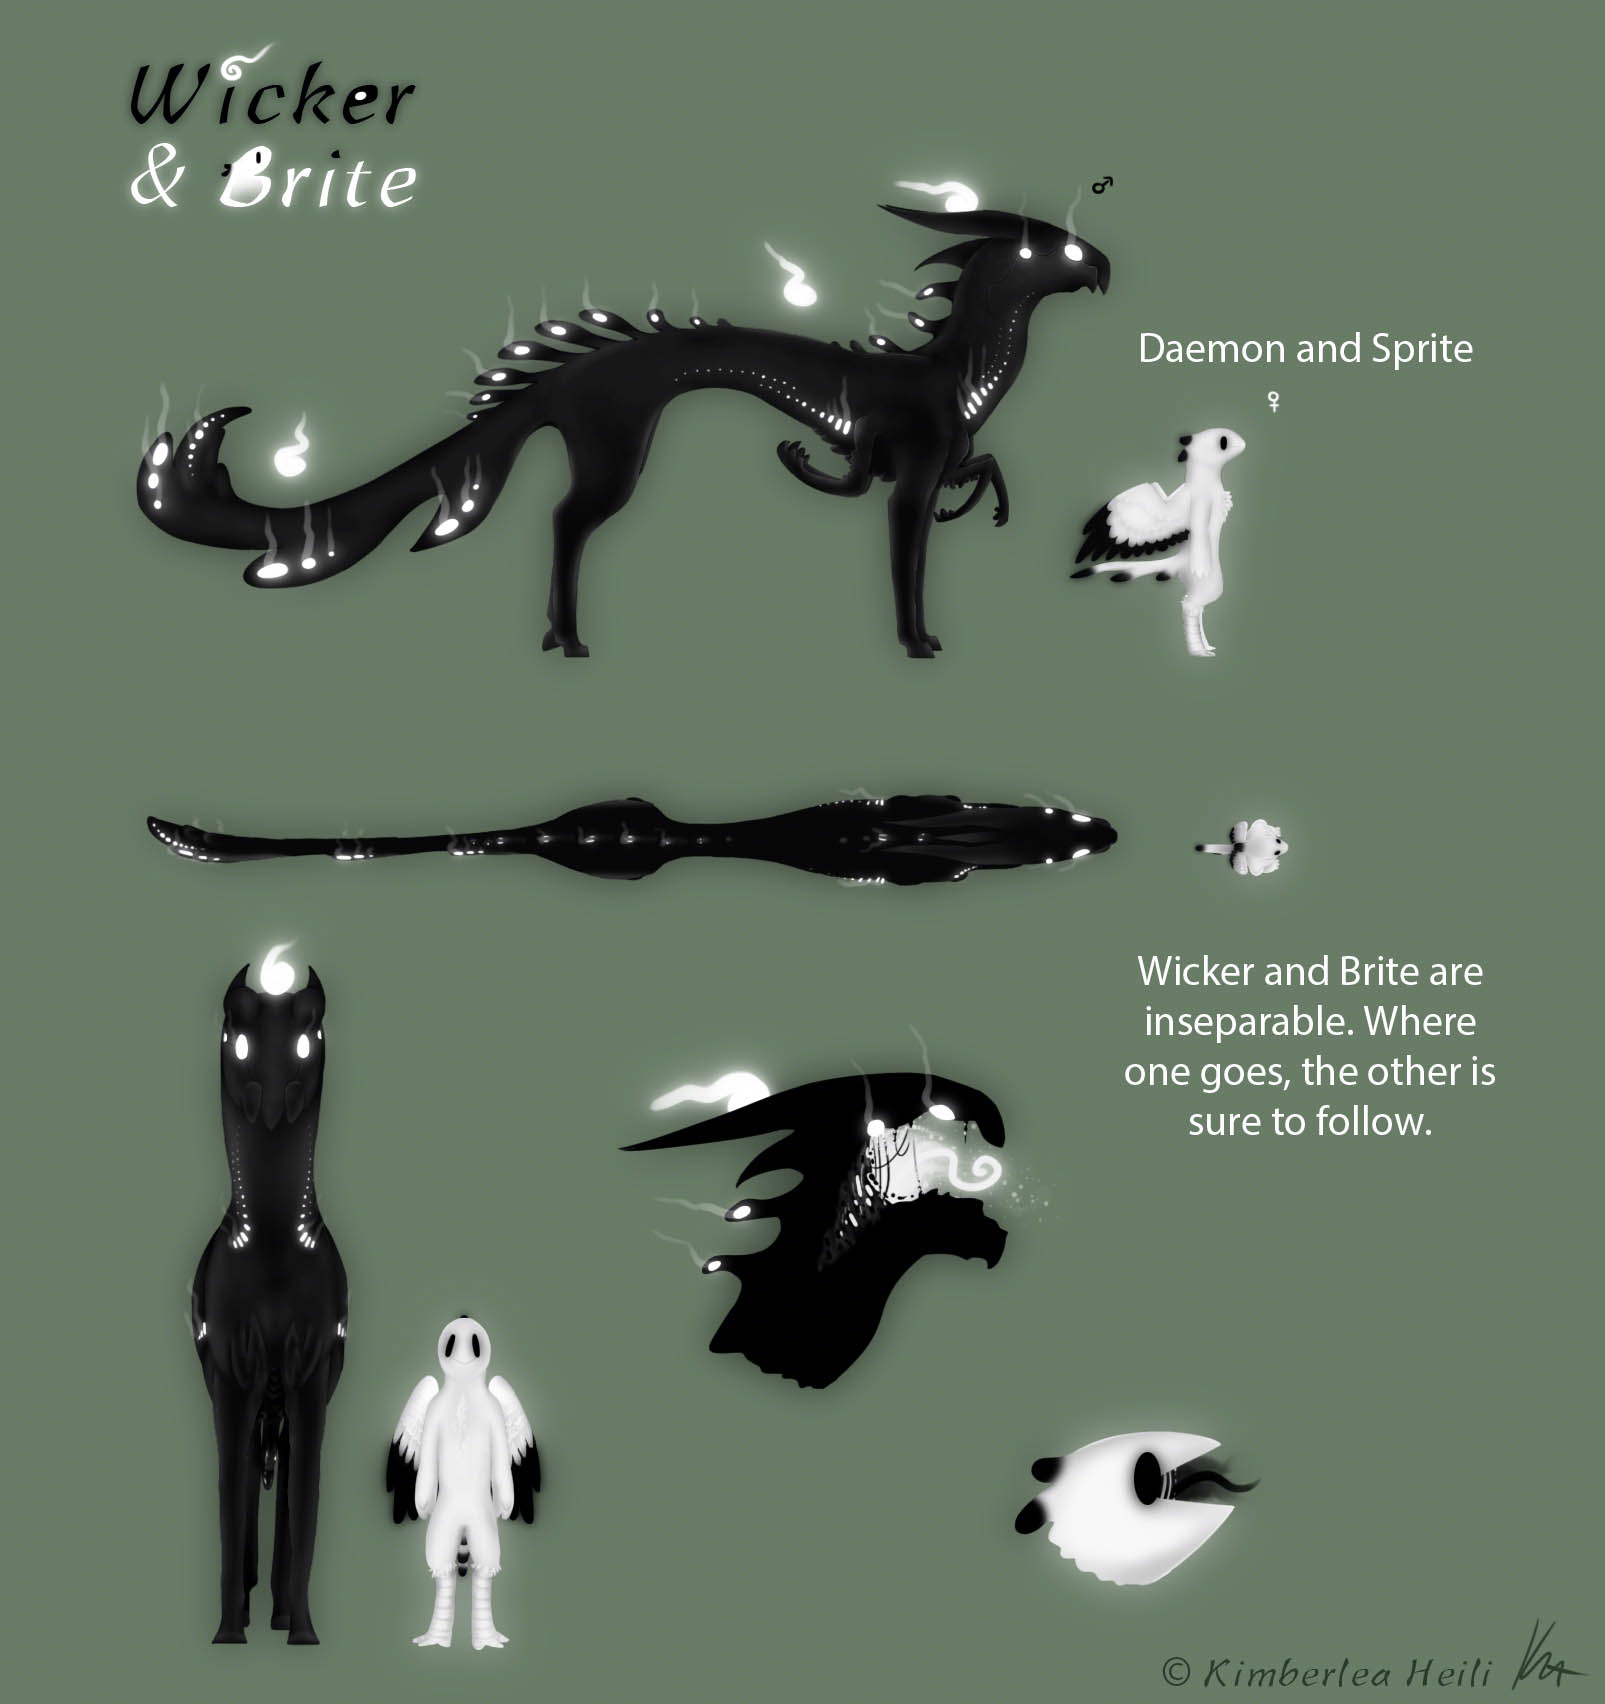 Wicker
& Brite
♂
Daemon and Sprite
♀
Wicker and Brite are
inseparable. Where
one goes, the other is
sure to follow.
© Kimberlea Heili